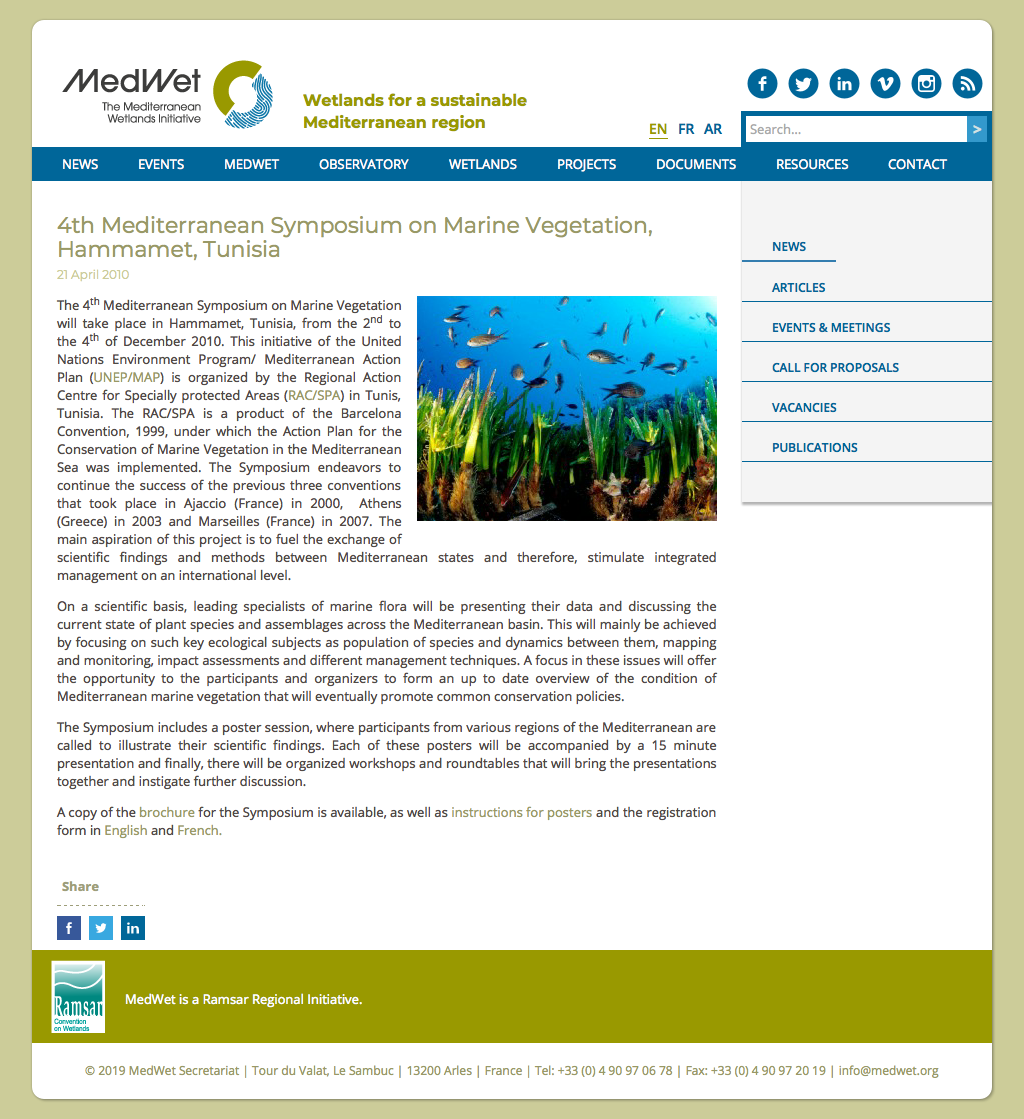 MedWet
The Mediterranean
Wetlands Initiative
Wetlands for a sustainable
Mediterranean region
EN FR AR
Search...
>
NEWS EVENTS MEDWET OBSERVATORY WETLANDS PROJECTS DOCUMENTS RESOURCES CONTACT
4th Mediterranean Symposium on Marine Vegetation,
Hammamet, Tunisia
21 April 2010
The 4th Mediterranean Symposium on Marine Vegetation
will take place in Hammamet, Tunisia, from the 2nd to
the 4th of December 2010. This initiative of the United
Nations Environment Program/ Mediterranean Action
Plan (UNEP/MAP) is organized by the Regional Action
Centre for Specially protected Areas (RAC/SPA) in Tunis,
Tunisia. The RAC/SPA is a product of the Barcelona
Convention, 1999, under which the Action Plan for the
Conservation of Marine Vegetation in the Mediterranean
Sea was implemented. The Symposium endeavors to
continue the success of the previous three conventions
that took place in Ajaccio (France) in 2000, Athens
(Greece) in 2003 and Marseilles (France) in 2007. The
main aspiration of this project is to fuel the exchange of
scientific findings and methods between Mediterranean states and therefore, stimulate integrated
management on an international level.
On a scientific basis, leading specialists of marine flora will be presenting their data and discussing the
current state of plant species and assemblages across the Mediterranean basin. This will mainly be achieved
by focusing on such key ecological subjects as population of species and dynamics between them, mapping
and monitoring, impact assessments and different management techniques. A focus in these issues will offer
the opportunity to the participants and organizers to form an up to date overview of the condition of
Mediterranean marine vegetation that will eventually promote common conservation policies.
The Symposium includes a poster session, where participants from various regions of the Mediterranean are
called to illustrate their scientific findings. Each of these posters will be accompanied by a 15 minute
presentation and finally, there will be organized workshops and roundtables that will bring the presentations
together and instigate further discussion.
A copy of the brochure for the Symposium is available, as well as instructions for posters and the registration
form in English and French.
Share
NEWS
ARTICLES
EVENTS & MEETINGS
CALL FOR PROPOSALS
VACANCIES
PUBLICATIONS
Ramsar
Convention
on Wetlands
MedWet is a Ramsar Regional Initiative.
© 2019 MedWet Secretariat | Tour du Valat, Le Sambuc | 13200 Arles | France | Tel: +33 (0) 4 90 97 06 78 | Fax: +33 (0) 4 90 97 20 19 | info@medwet.org